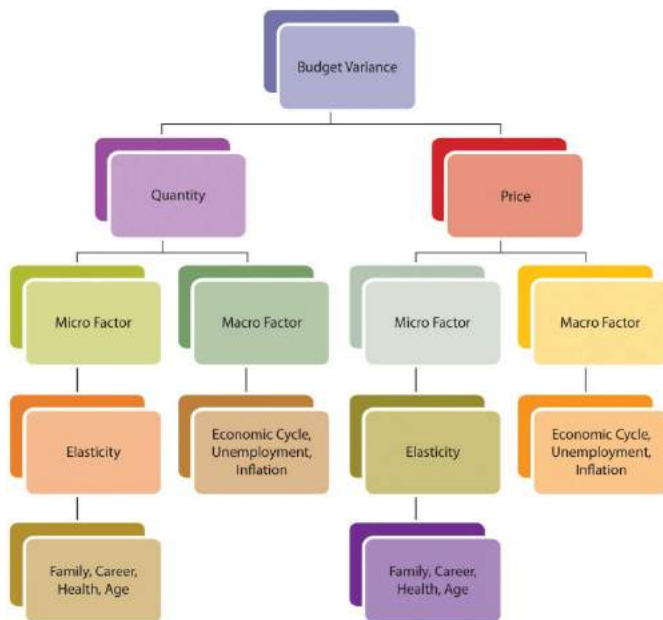 Budget Variance
Quantity
Price
Micro Factor
Macro Factor
Micro Factor
Macro Factor
Elasticity
Economic Cycle,
Unemployment,
Inflation
Elasticity
Economic Cycle,
Unemployment,
Inflation
Family, Career,
Health, Age
Family, Career,
Health, Age